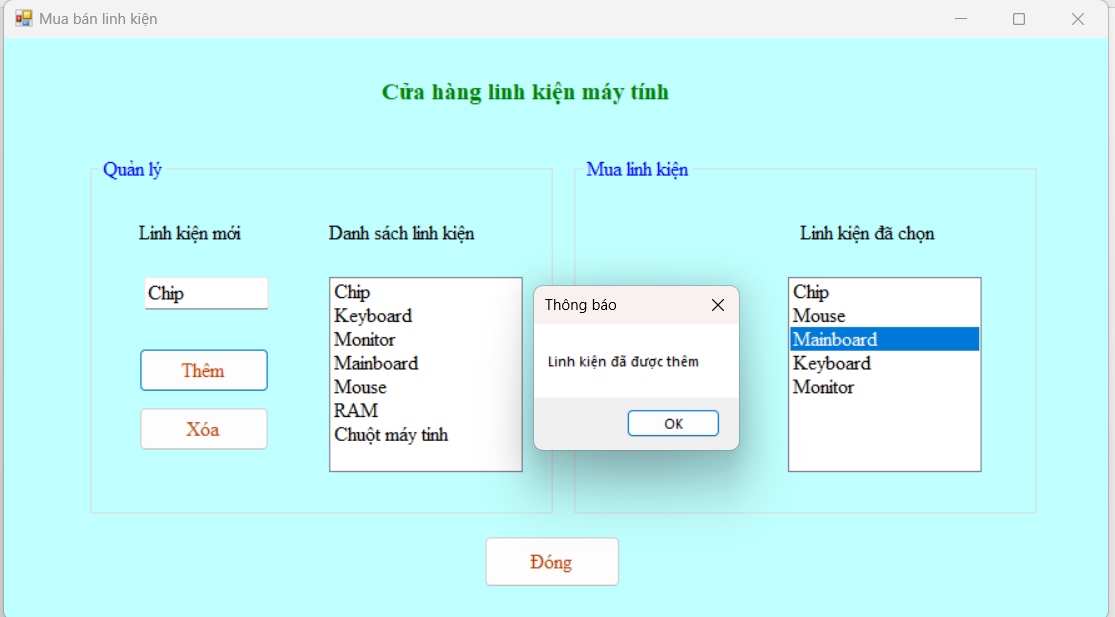 Mua bán linh kiện
Cửa hàng linh kiện máy tính
Quản lý
Linh kiện mới
Chip
Thêm
Xóa
Danh sách linh kiện
Chip
Keyboard
Monitor
Mainboard
Mouse
RAM
Chuột máy tính
Thông báo
Linh kiện đã được thêm
OK
Mua linh kiện
Linh kiện đã chọn
Chip
Mouse
Mainboard
Keyboard
Monitor
Đóng